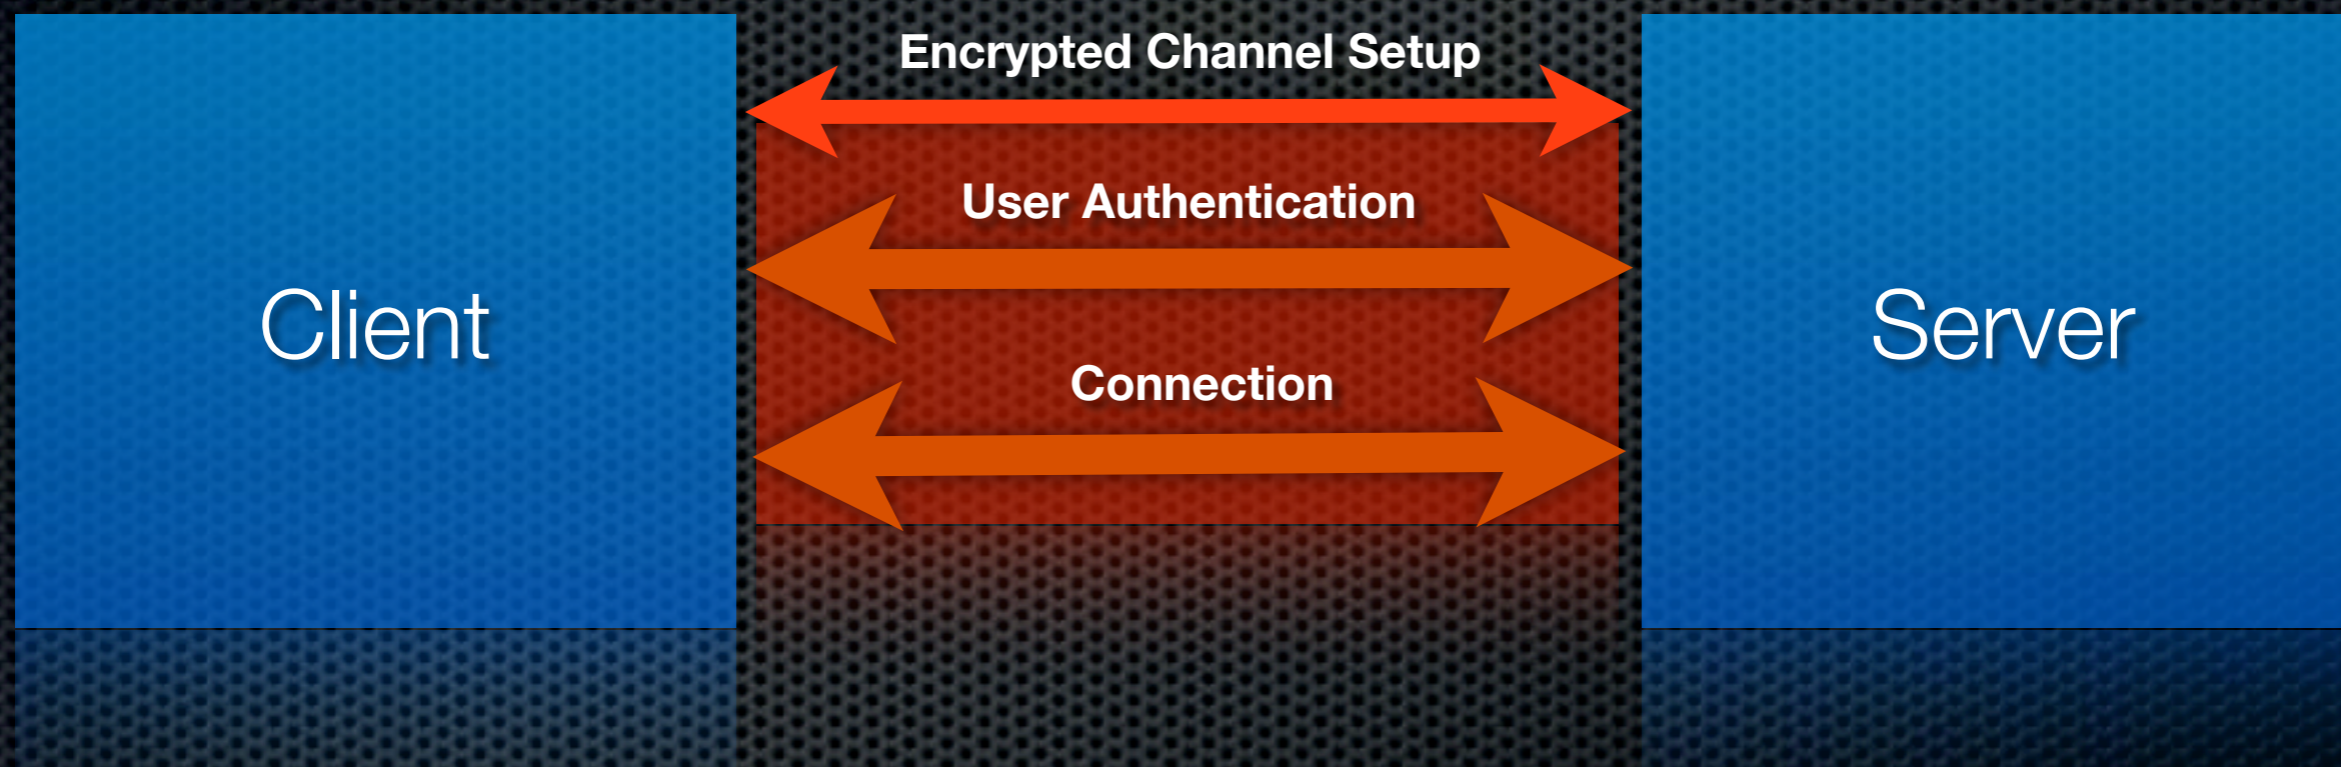 Encrypted Channel Setup
User Authentication
Client
Server
Connection